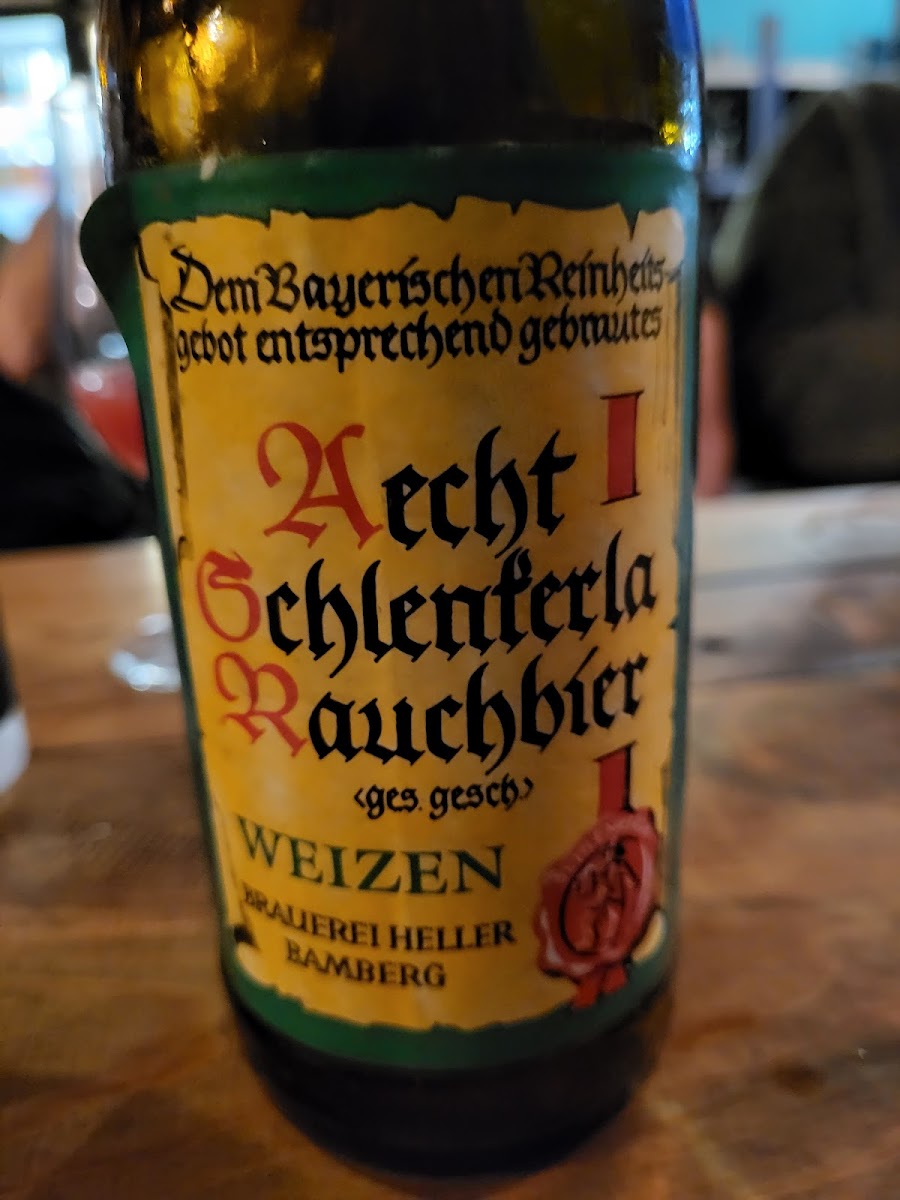 Dem Bayerischen Reinheits-
gebot entsprechend gebrautes
Aecht
Schlenkerla
Rauchbier
‹ges. gesch.›
WEIZEN
BRAUEREI HELLER
BAMBERG